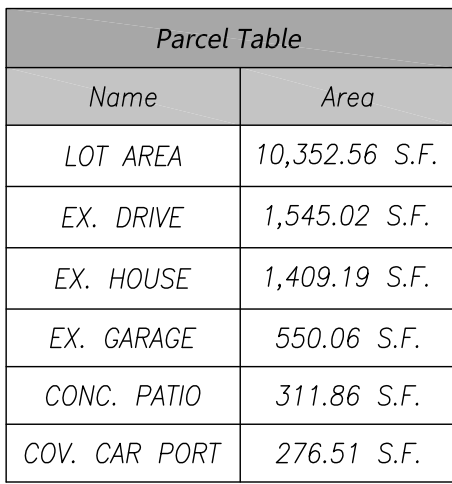 Parcel Table
Name Area
LOT AREA 10,352.56 S.F.
EX. DRIVE 1,545.02 S.F.
EX. HOUSE 1,409.19 S.F.
EX. GARAGE 550.06 S.F.
CONC. PATIO 311.86 S.F.
COV. CAR PORT 276.51 S.F.